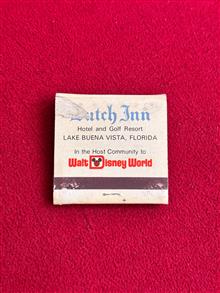 Dutch Inn
Hotel and Golf Resort
LAKE BUENA VISTA, FLORIDA
In the Host Community to
Walt Disney World